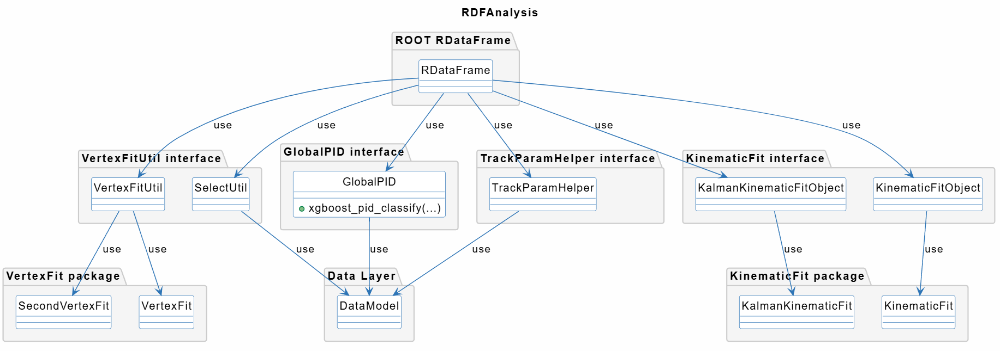 RDFAnalysis
ROOT RDataFrame
RDataFrame
use
use
use
use
use
use
VertexFitUtil interface
GlobalPID interface
TrackParamHelper interface
KinematicFit interface
VertexFitUtil
SelectUtil
GlobalPID
xgboost_pid_classify(...)
TrackParamHelper
KalmanKinematicFitObject
KinematicFitObject
use
use
use
use
use
use
use
VertexFit package
Data Layer
KinematicFit package
SecondVertexFit
VertexFit
DataModel
KalmanKinematicFit
KinematicFit